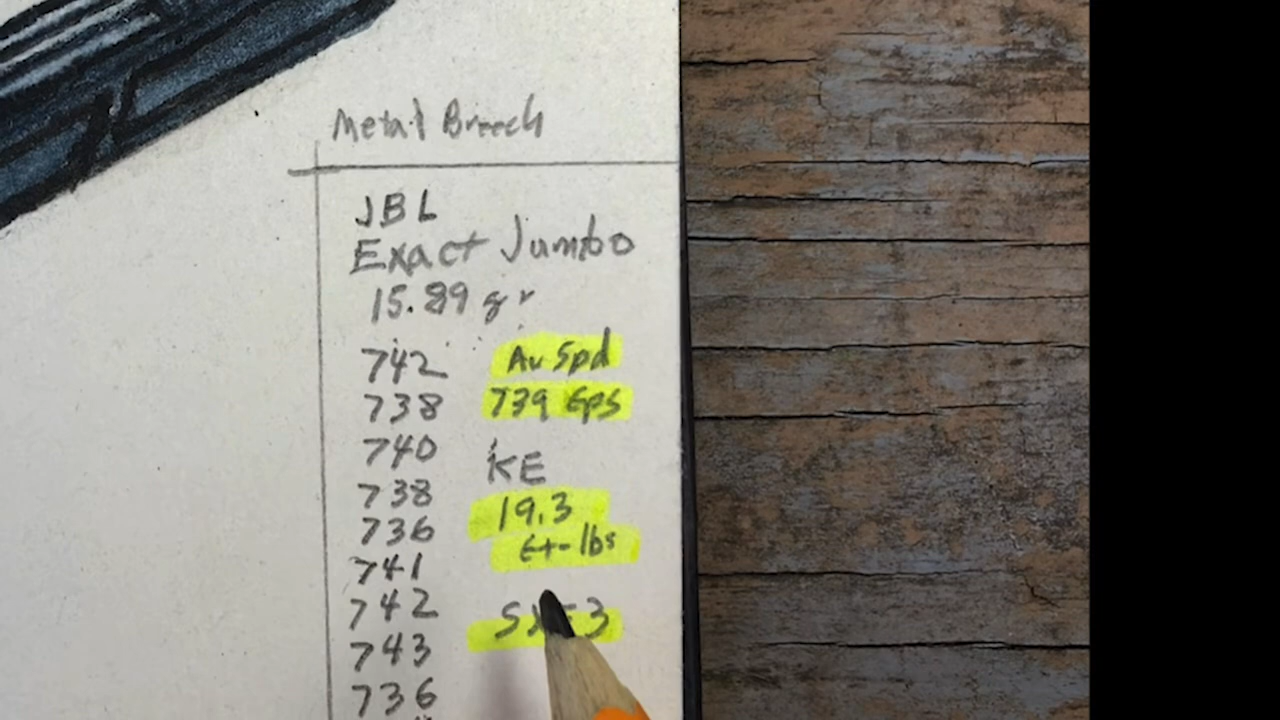 Metal Breech
JBL
Exact Jumbo
15.89 gr
742
738
740
738
736
741
742
743
736
Av Spd
739 fps
KE
19.3
ft-lbs